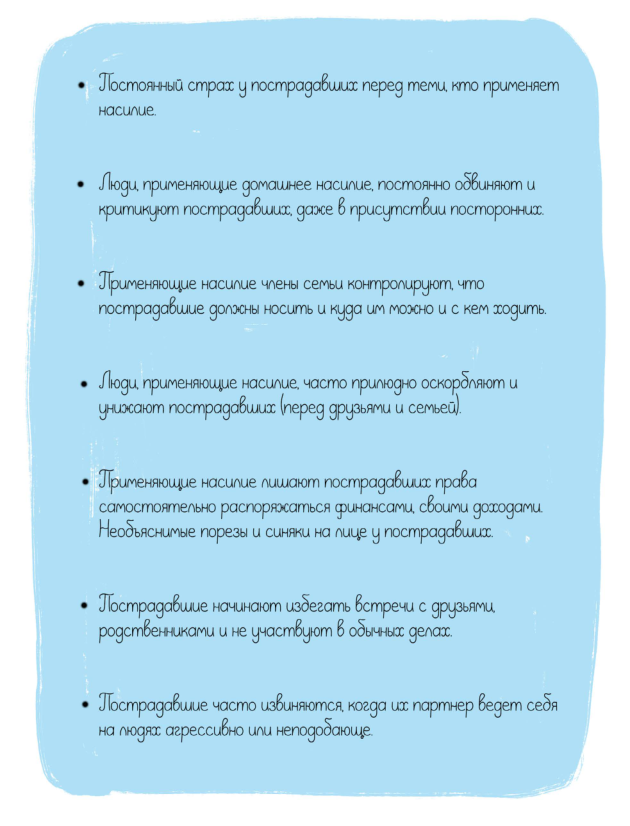 • Постоянный страх у пострадавших перед теми, кто применяет
насилие.
• Люди, применяющие домашнее насилие, постоянно обвиняют и
критикуют пострадавших, даже в присутствии посторонних.
• Применяющие насилие члены семьи контролируют, что
пострадавшие должны носить и куда им можно и с кем ходить.
• Люди, применяющие насилие, часто прилюдно оскорбляют и
унижают пострадавших (перед друзьями и семьей).
• Применяющие насилие лишают пострадавших права
самостоятельно распоряжаться финансами, своими доходами.
Необъяснимые порезы и синяки на лице у пострадавших.
• Пострадавшие начинают избегать встречи с друзьями,
родственниками и не участвуют в обычных делах.
• Пострадавшие часто извиняются, когда их партнер ведет себя
на людях агрессивно или неподобающе.